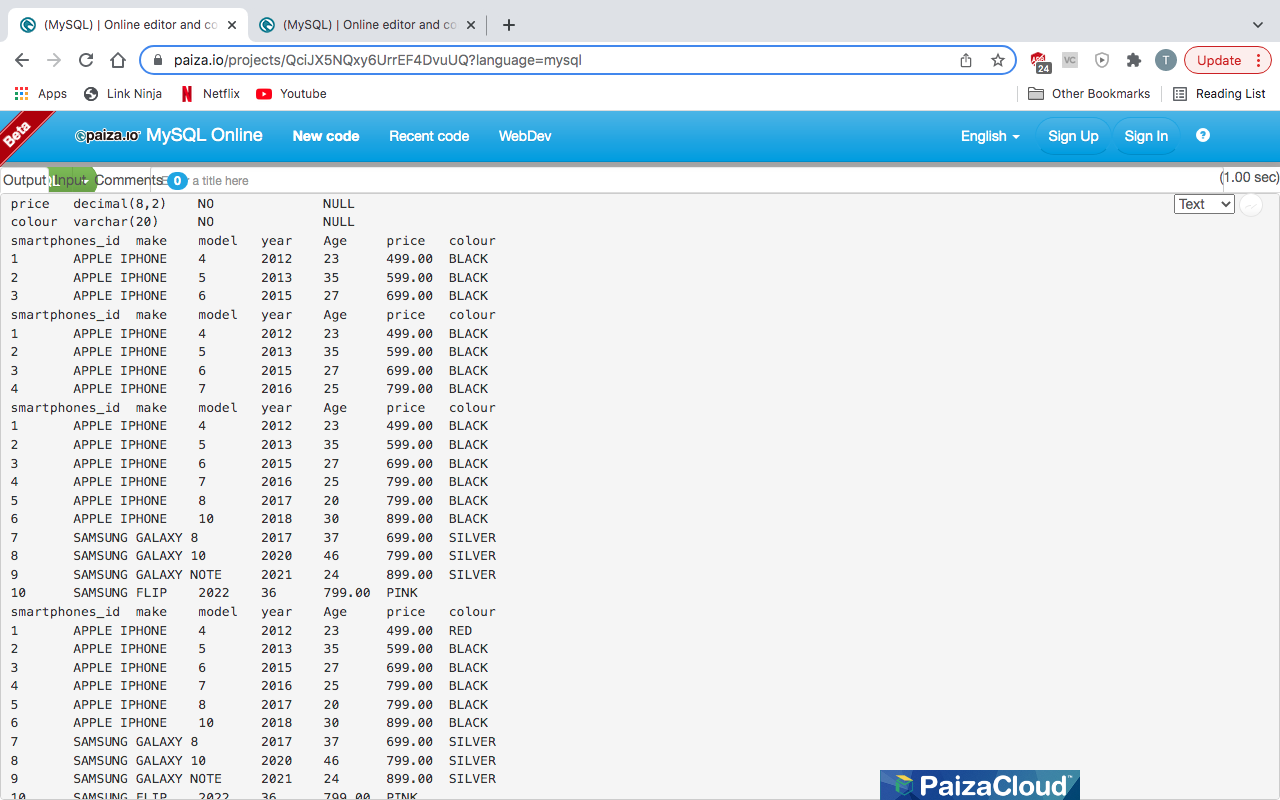 (MySQL) | Online editor and co
(MySQL) | Online editor and co
paiza.io/projects/QciJX5NQxy6UrrEF4DvuUQ?language=mysql
24
VC
T
Update
Apps Link Ninja Netflix Youtube Other Bookmarks Reading List
Beta
paiza.io MySQL Online New code Recent code WebDev English Sign Up Sign In ?
Output Input Comments 0 a title here (1.00 sec)
Text
price decimal(8,2) NO NULL
colour varchar(20) NO NULL
smartphones_id make model year Age price colour
1 APPLE IPHONE 4 2012 23 499.00 BLACK
2 APPLE IPHONE 5 2013 35 599.00 BLACK
3 APPLE IPHONE 6 2015 27 699.00 BLACK
smartphones_id make model year Age price colour
1 APPLE IPHONE 4 2012 23 499.00 BLACK
2 APPLE IPHONE 5 2013 35 599.00 BLACK
3 APPLE IPHONE 6 2015 27 699.00 BLACK
4 APPLE IPHONE 7 2016 25 799.00 BLACK
smartphones_id make model year Age price colour
1 APPLE IPHONE 4 2012 23 499.00 BLACK
2 APPLE IPHONE 5 2013 35 599.00 BLACK
3 APPLE IPHONE 6 2015 27 699.00 BLACK
4 APPLE IPHONE 7 2016 25 799.00 BLACK
5 APPLE IPHONE 8 2017 20 799.00 BLACK
6 APPLE IPHONE 10 2018 30 899.00 BLACK
7 SAMSUNG GALAXY 8 2017 37 699.00 SILVER
8 SAMSUNG GALAXY 10 2020 46 799.00 SILVER
9 SAMSUNG GALAXY NOTE 2021 24 899.00 SILVER
10 SAMSUNG FLIP 2022 36 799.00 PINK
smartphones_id make model year Age price colour
1 APPLE IPHONE 4 2012 23 499.00 RED
2 APPLE IPHONE 5 2013 35 599.00 BLACK
3 APPLE IPHONE 6 2015 27 699.00 BLACK
4 APPLE IPHONE 7 2016 25 799.00 BLACK
5 APPLE IPHONE 8 2017 20 799.00 BLACK
6 APPLE IPHONE 10 2018 30 899.00 BLACK
7 SAMSUNG GALAXY 8 2017 37 699.00 SILVER
8 SAMSUNG GALAXY 10 2020 46 799.00 SILVER
9 SAMSUNG GALAXY NOTE 2021 24 899.00 SILVER
10 SAMSUNG FLIP 2022 36 799.00 PINK
PaizaCloud